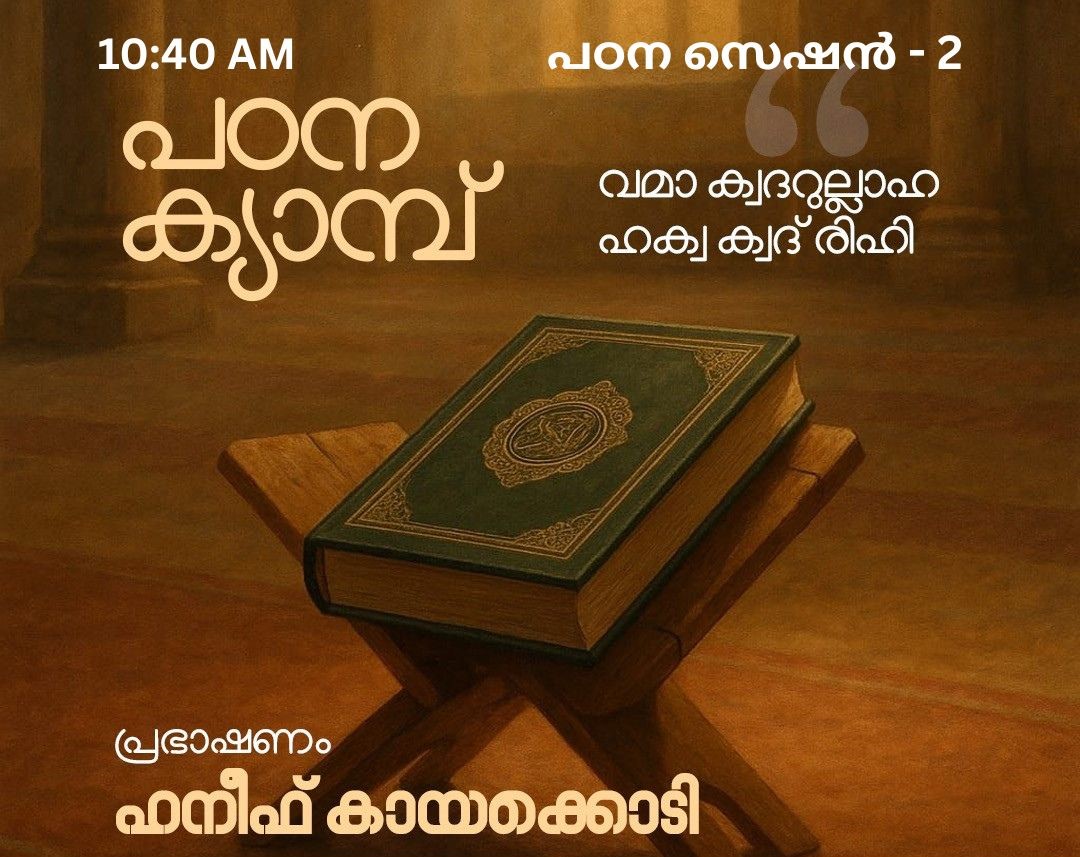 10:40 AM
പഠന സെഷൻ - 2
പഠന
ക്യാമ്പ്
“
വമാ ക്വദറുല്ലാഹ
ഹക്വ ക്വദ് രിഹി
പ്രഭാഷണം
ഹനീഫ് കായക്കൊടി